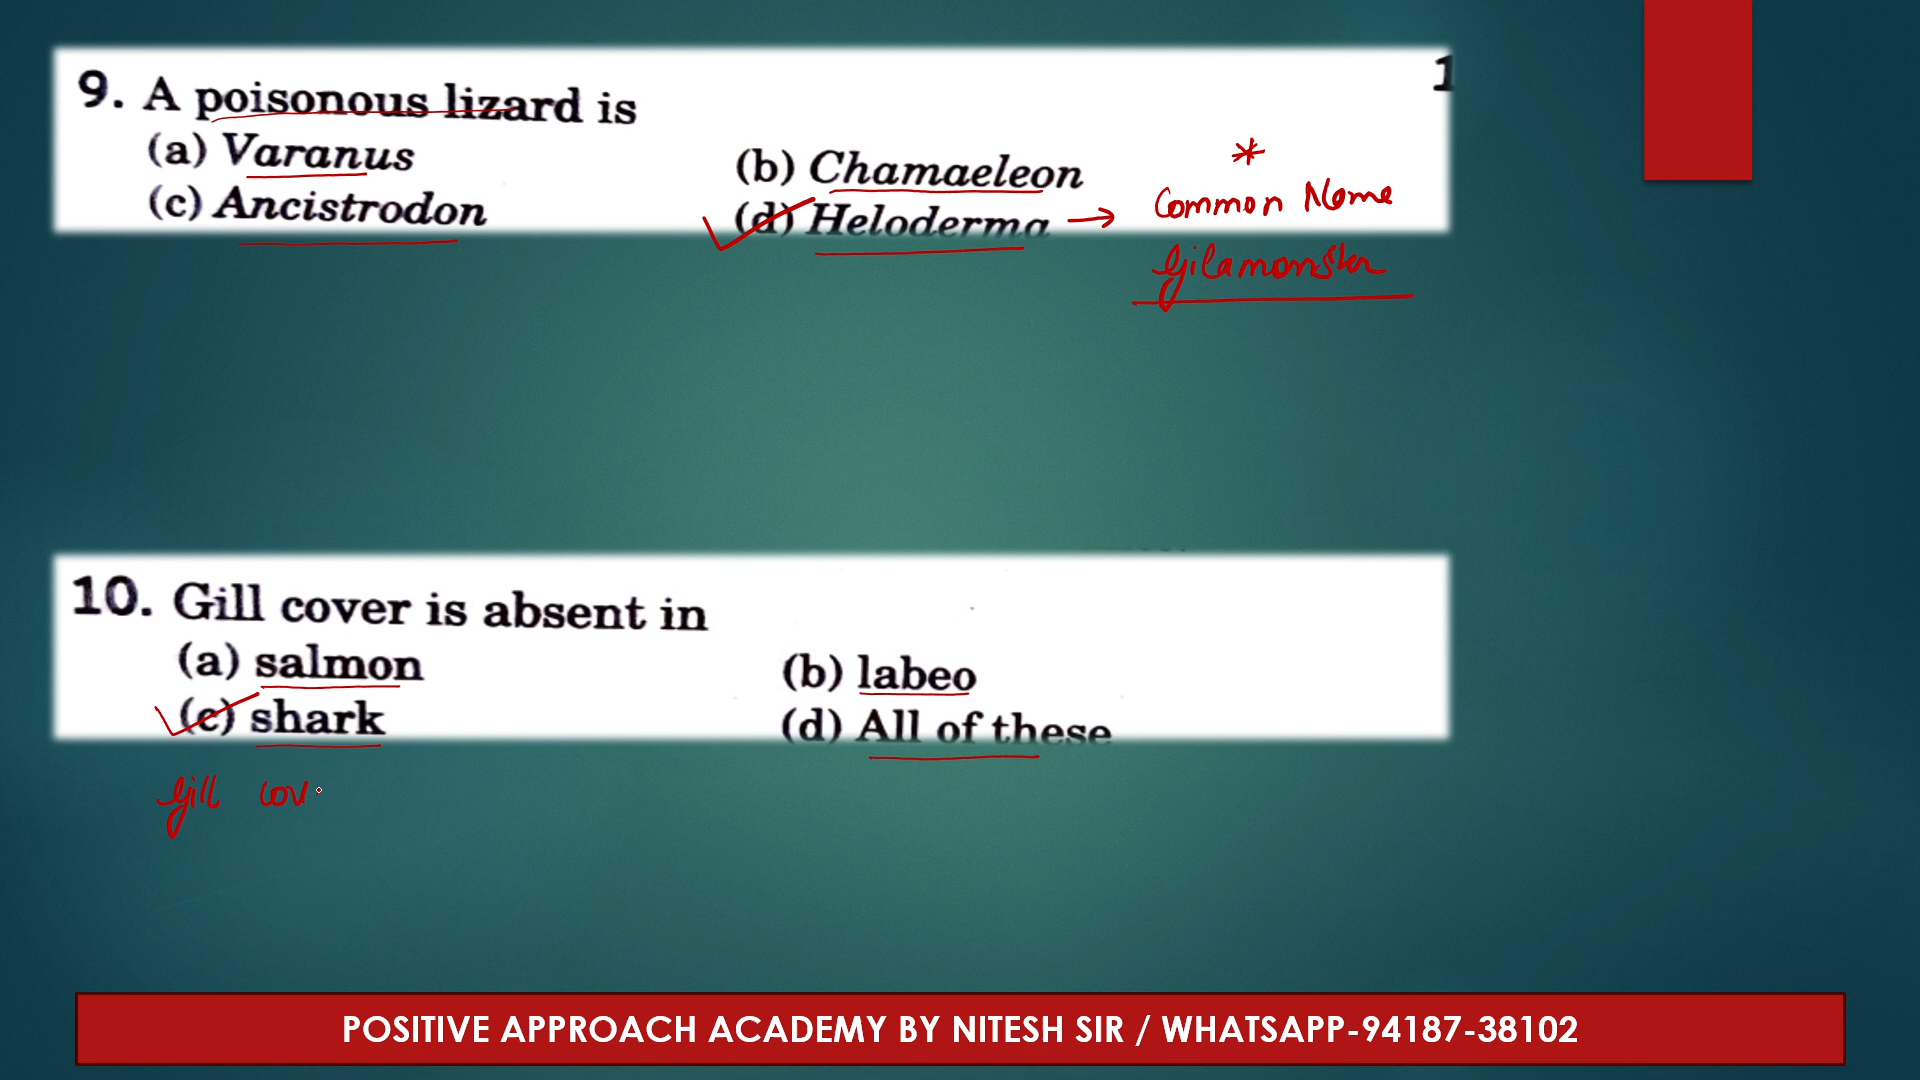 9. A poisonous lizard is
1
(a) Varanus
(b) Chamaeleon
(c) Ancistrodon
(d) Heloderma → Common Name
Gilamonster
10. Gill cover is absent in
(a) salmon
(b) labeo
(c) shark
(d) All of these
Gill cov
POSITIVE APPROACH ACADEMY BY NITESH SIR / WHATSAPP-94187-38102